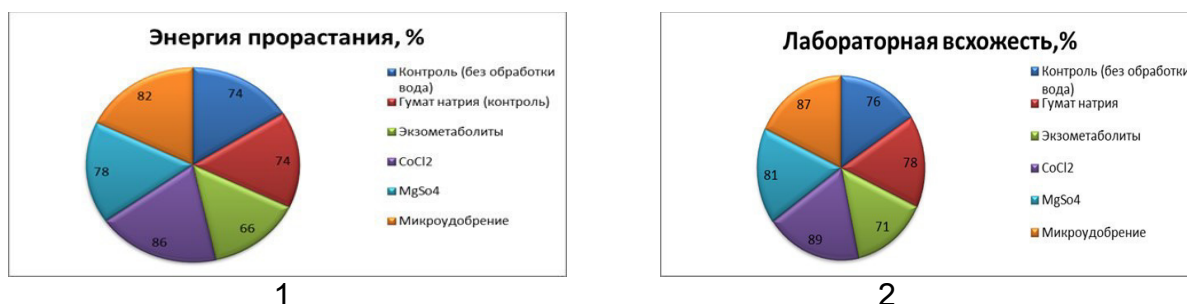 Энергия прорастания, %
82
74
78
74
86
66
Контроль (без обработки
вода)
Гумат натрия (контроль)
Экзометаболиты
CoCl2
MgSo4
Микроудобрение
1
Лабораторная всхожесть,%
87
76
81
78
89
71
Контроль (без обработки
вода)
Гумат натрия
Экзометаболиты
CoCl2
MgSo4
Микроудобрение
2